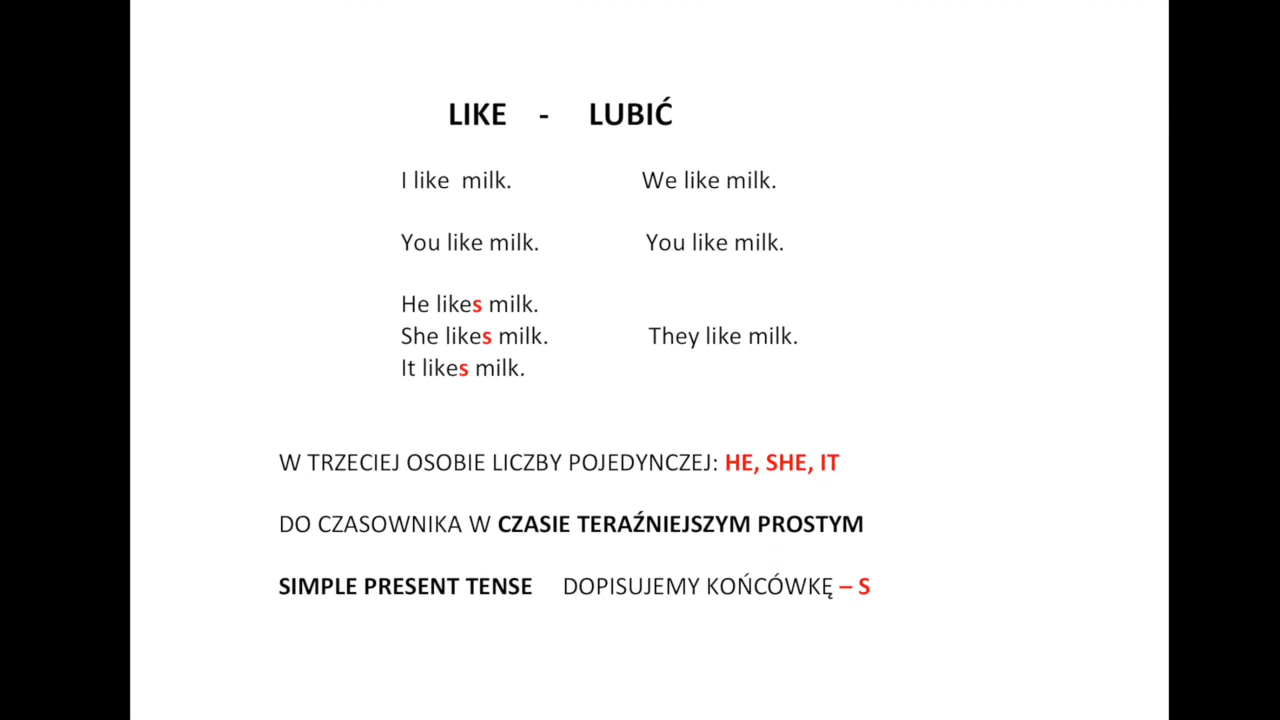 LIKE - LUBIĆ
I like milk. We like milk.
You like milk. You like milk.
He likes milk.
She likes milk. They like milk.
It likes milk.
W TRZECIEJ OSOBIE LICZBY POJEDYNCZEJ: HE, SHE, IT
DO CZASOWNIKA W CZASIE TERAŹNIEJSZYM PROSTYM
SIMPLE PRESENT TENSE DOPISUJEMY KOŃCÓWKĘ – S